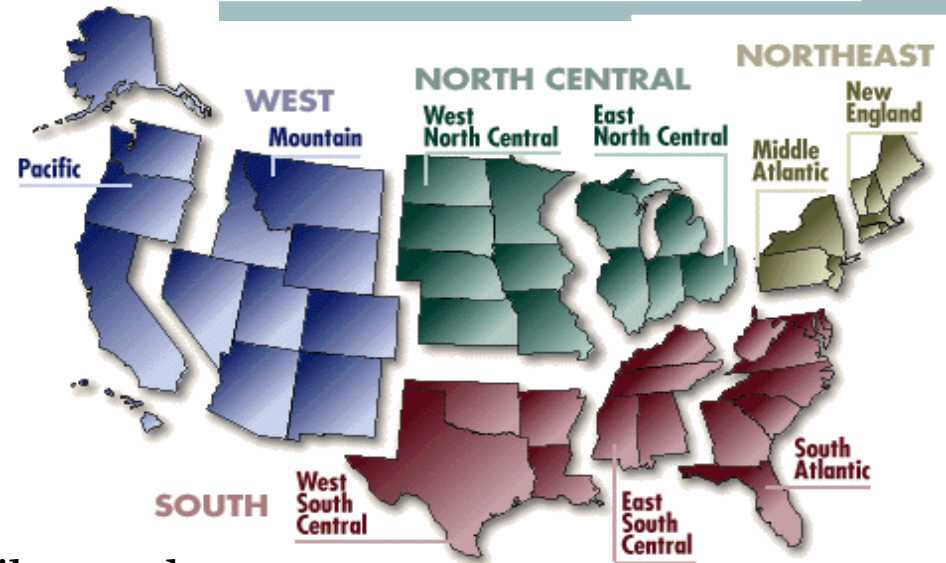 NORTHEAST
NORTH CENTRAL
WEST
New
England
West
North Central
East
North Central
Mountain
Middle
Atlantic
Pacific
South
Atlantic
West
South
Central
SOUTH
East
South
Central